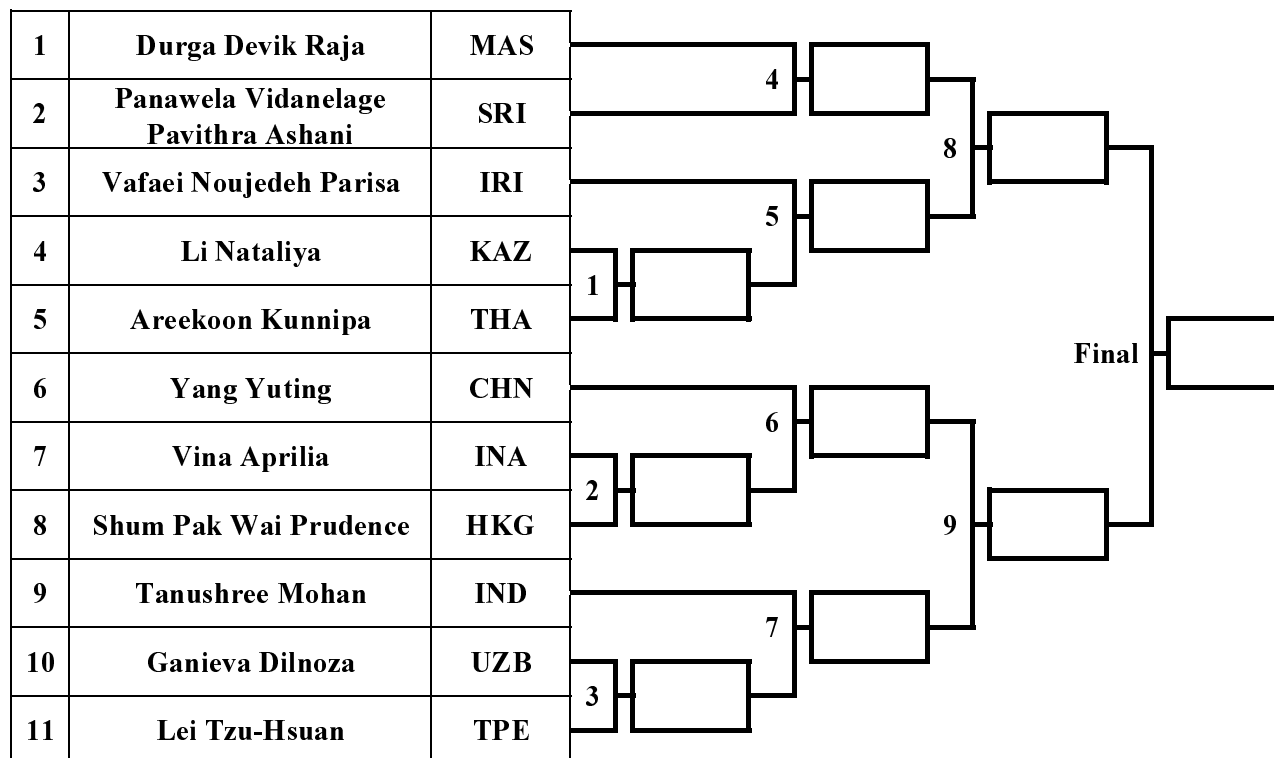 1 Durga Devik Raja MAS
4
2 Panawela Vidanelage Pavithra Ashani SRI
8
3 Vafaei Noujedeh Parisa IRI
5
4 Li Nataliya KAZ
1
5 Areekoon Kunnipa THA
Final
6 Yang Yuting CHN
6
7 Vina Aprilia INA
2
8 Shum Pak Wai Prudence HKG
9
9 Tanushree Mohan IND
7
10 Ganieva Dilnoza UZB
3
11 Lei Tzu-Hsuan TPE